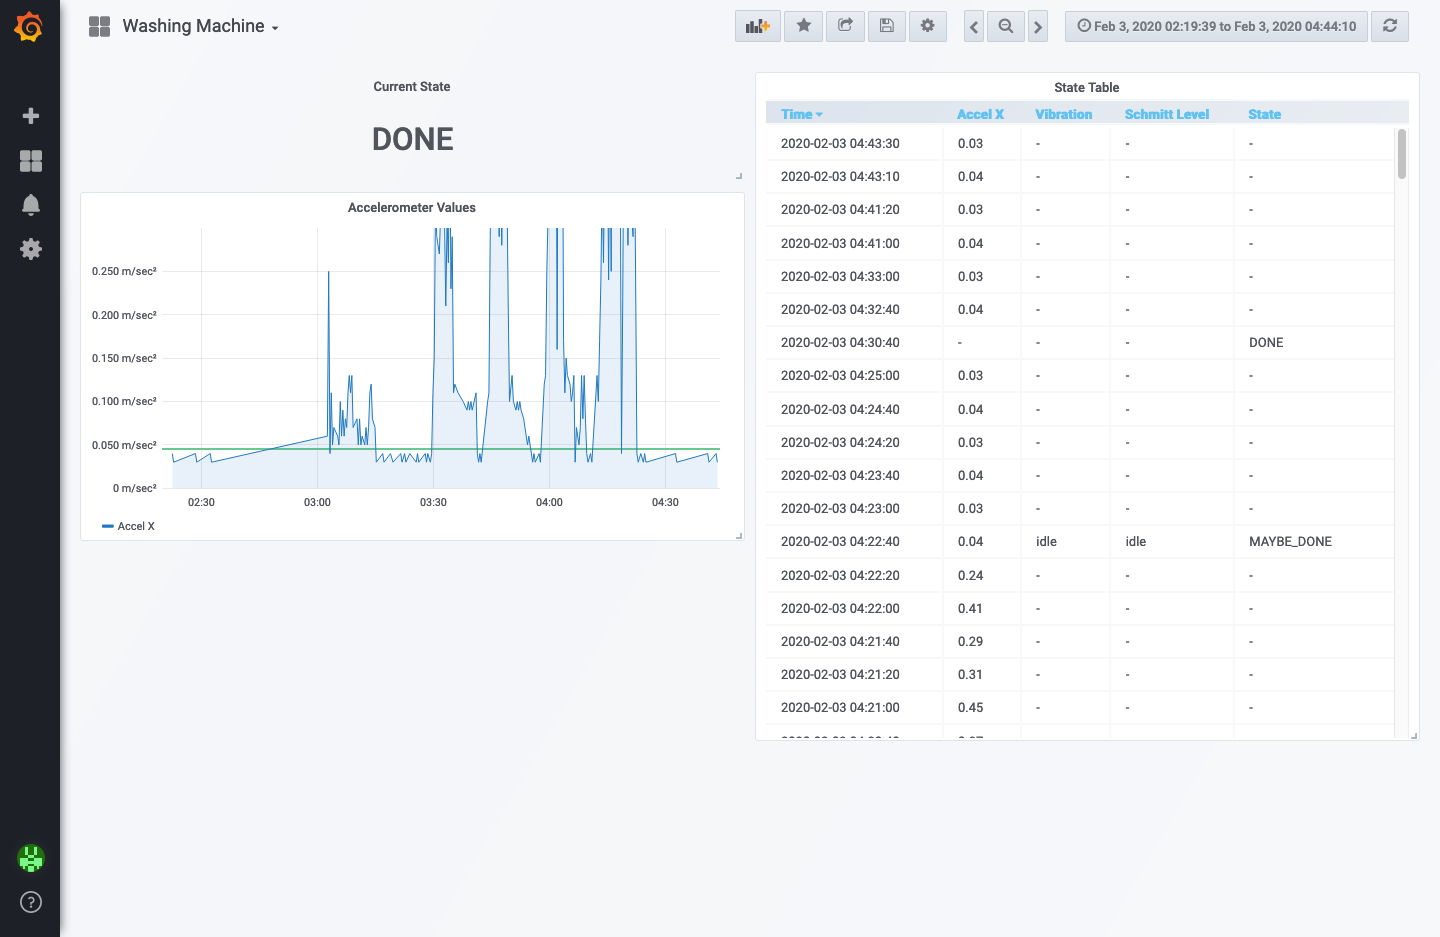 Washing Machine
Feb 3, 2020 02:19:39 to Feb 3, 2020 04:44:10
Current State
DONE
Accelerometer Values
0.250 m/sec²
0.200 m/sec²
0.150 m/sec²
0.100 m/sec²
0.050 m/sec²
0 m/sec²
02:30 03:00 03:30 04:00 04:30
Accel X
State Table
Time Accel X Vibration Schmitt Level State
2020-02-03 04:43:30 0.03 - - -
2020-02-03 04:43:10 0.04 - - -
2020-02-03 04:41:20 0.03 - - -
2020-02-03 04:41:00 0.04 - - -
2020-02-03 04:33:00 0.03 - - -
2020-02-03 04:32:40 0.04 - - -
2020-02-03 04:30:40 - - - DONE
2020-02-03 04:25:00 0.03 - - -
2020-02-03 04:24:40 0.04 - - -
2020-02-03 04:24:20 0.03 - - -
2020-02-03 04:23:40 0.04 - - -
2020-02-03 04:23:00 0.03 - - -
2020-02-03 04:22:40 0.04 idle idle MAYBE_DONE
2020-02-03 04:22:20 0.24 - - -
2020-02-03 04:22:00 0.41 - - -
2020-02-03 04:21:40 0.29 - - -
2020-02-03 04:21:20 0.31 - - -
2020-02-03 04:21:00 0.45 - - -